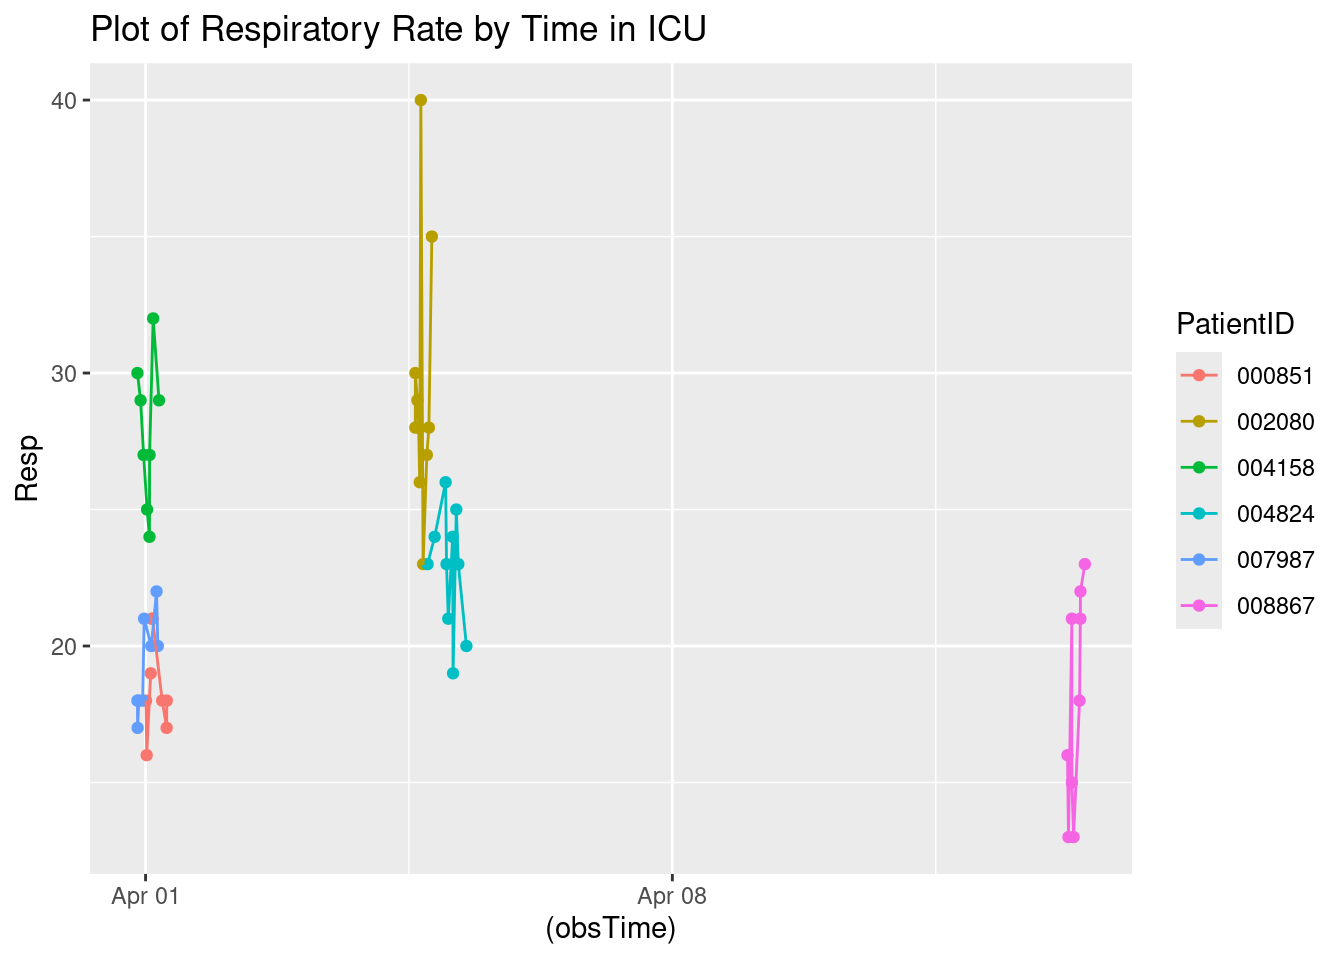 Plot of Respiratory Rate by Time in ICU
40
30
20
Resp
Apr 01
Apr 08
(obsTime)
PatientID
000851
002080
004158
004824
007987
008867